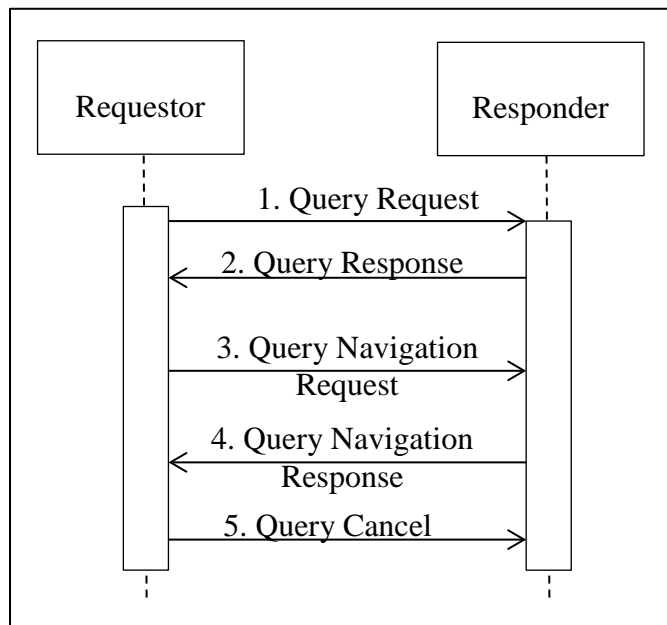 Requestor
Responder
1. Query Request
2. Query Response
3. Query Navigation
Request
4. Query Navigation
Response
5. Query Cancel